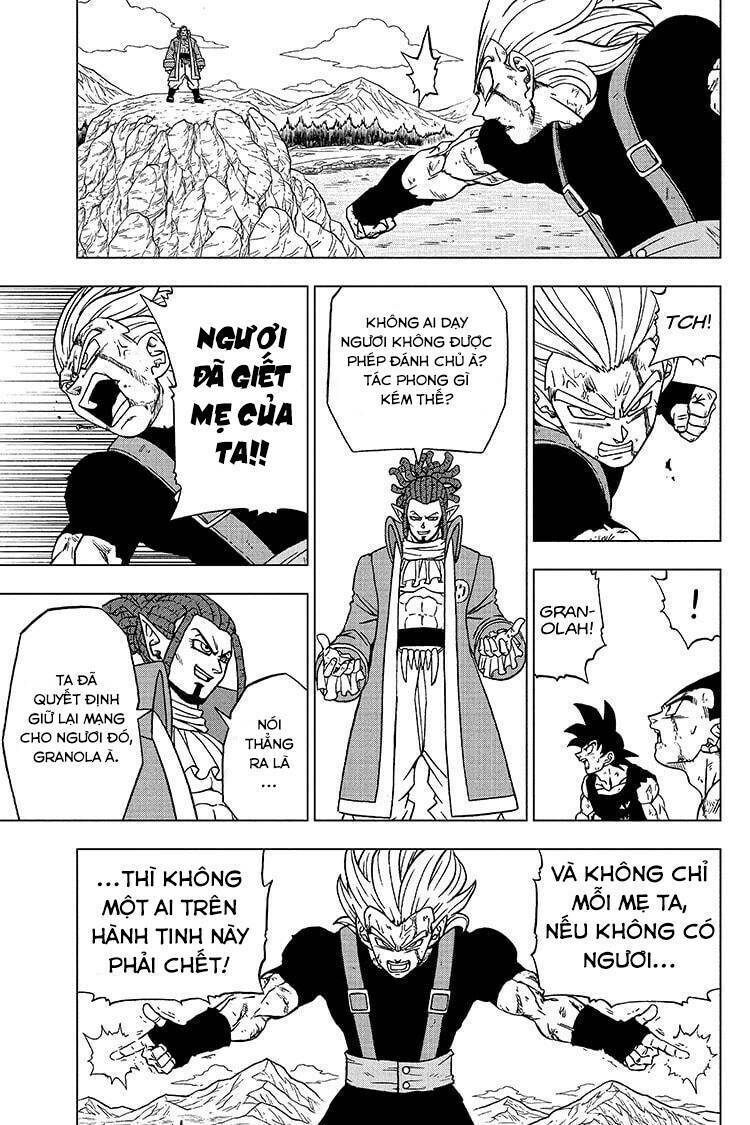 TCH!
KHÔNG AI DẠY
NGƯƠI KHÔNG ĐƯỢC
PHÉP ĐÁNH CHỦ À?
TÁC PHONG GÌ
KÉM THẾ?
NGƯƠI
ĐÃ GIẾT
MẸ CỦA
TA!!
!
GRAN-
OLAH!
NÓI
THẲNG
RA LÀ
...
TA ĐÃ
QUYẾT ĐỊNH
GIỮ LẠI MẠNG
CHO NGƯƠI ĐÓ,
GRANOLA À.
VÀ KHÔNG CHỈ
MỖI MẸ TA,
NẾU KHÔNG CÓ
NGƯƠI...
...THÌ KHÔNG
MỘT AI TRÊN
HÀNH TINH NÀY
PHẢI CHẾT!